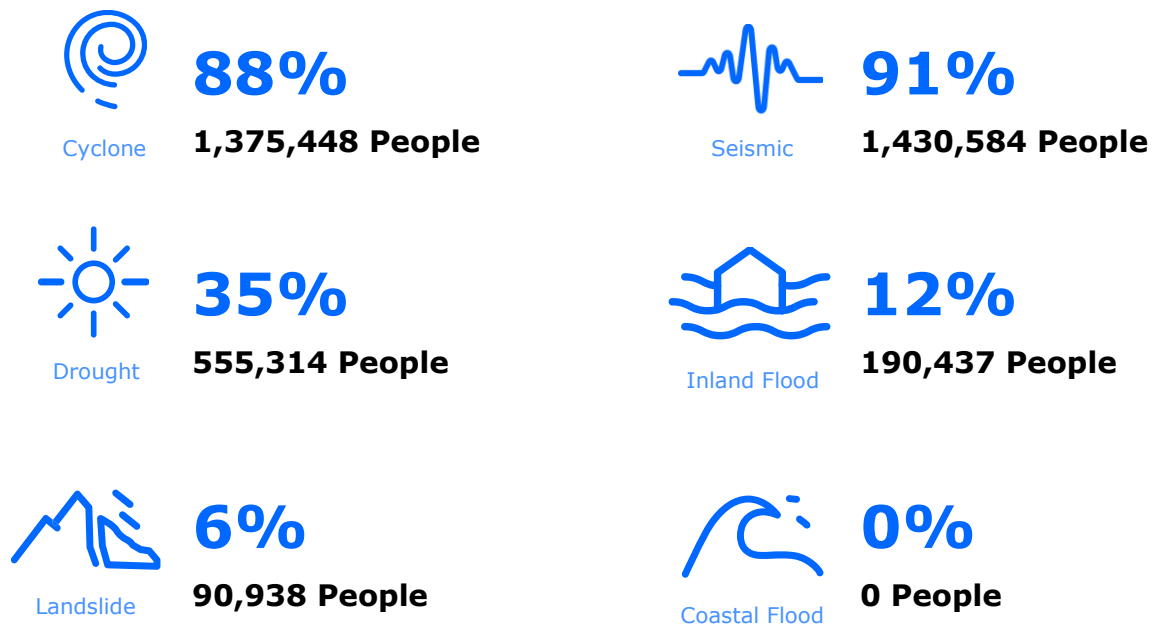 88%
1,375,448 People
Cyclone
91%
1,430,584 People
Seismic
35%
555,314 People
Drought
12%
190,437 People
Inland Flood
6%
90,938 People
Landslide
0%
0 People
Coastal Flood